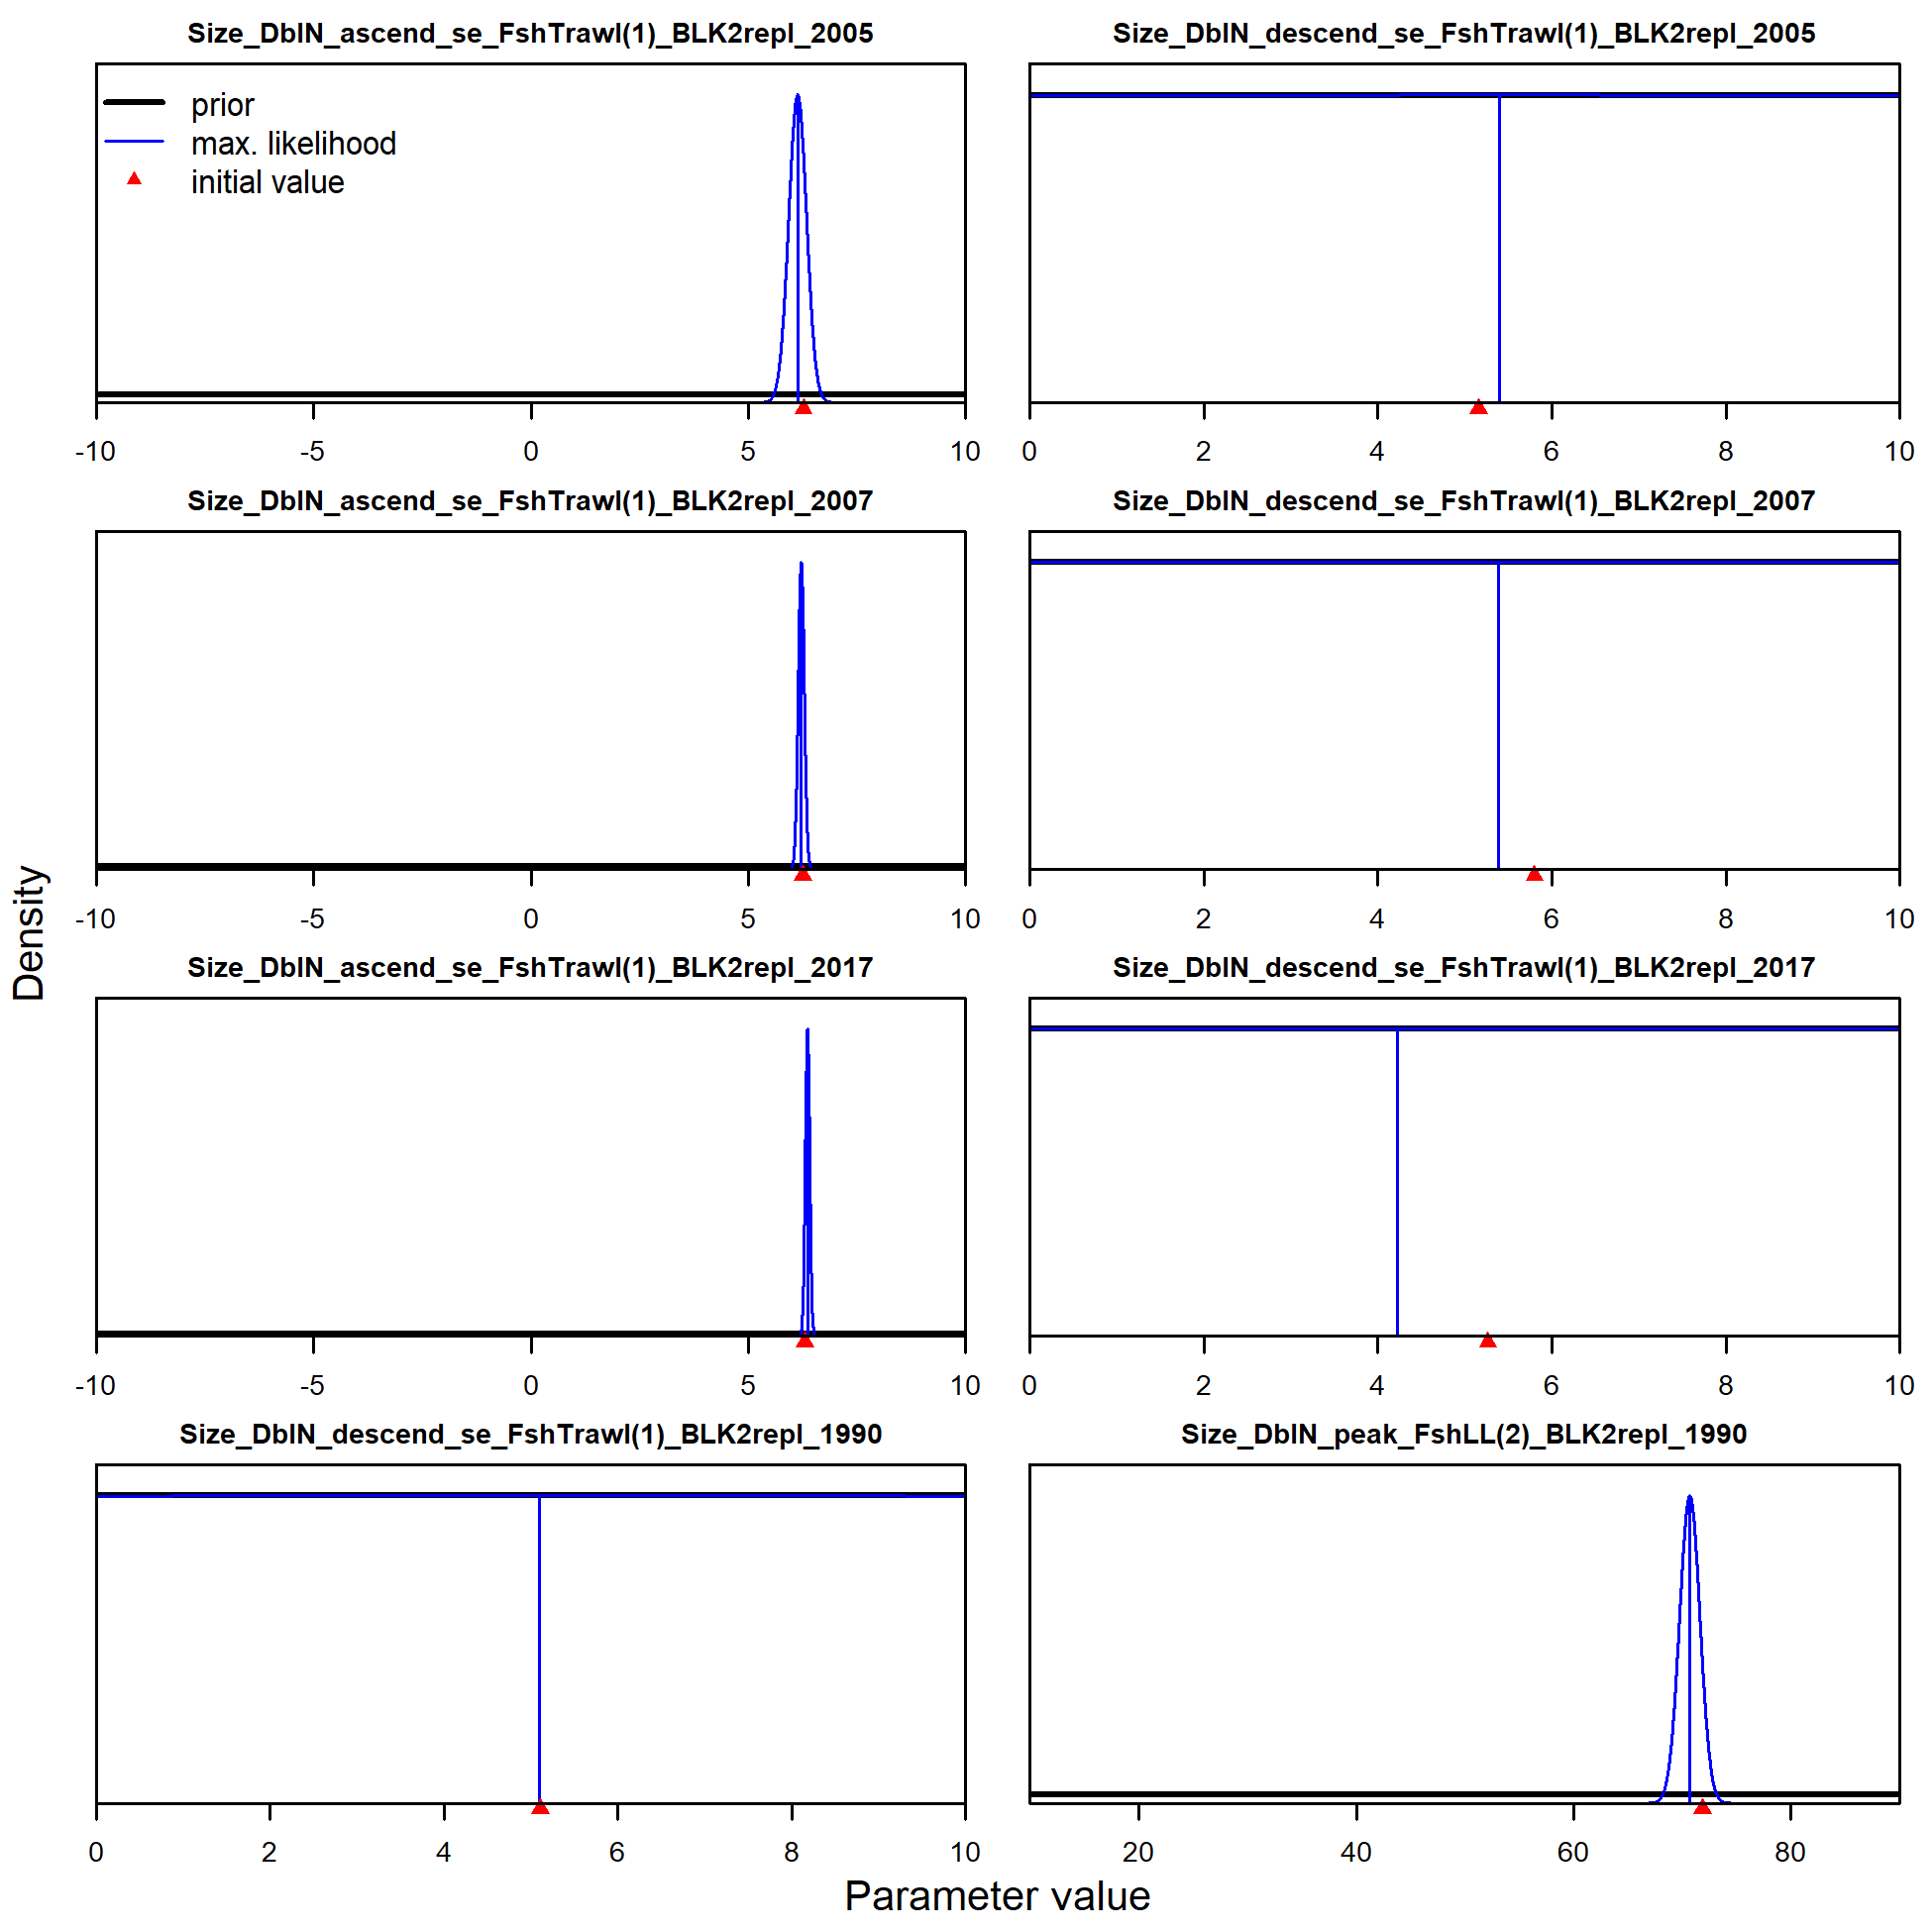 Size_DblN_ascend_se_FshTrawl(1)_BLK2repl_2005
Size_DblN_descend_se_FshTrawl(1)_BLK2repl_2005
prior
max. likelihood
initial value
-10 -5 0 5 10
0 2 4 6 8 10
Size_DblN_ascend_se_FshTrawl(1)_BLK2repl_2007
Size_DblN_descend_se_FshTrawl(1)_BLK2repl_2007
-10 -5 0 5 10
0 2 4 6 8 10
Density
Size_DblN_ascend_se_FshTrawl(1)_BLK2repl_2017
Size_DblN_descend_se_FshTrawl(1)_BLK2repl_2017
-10 -5 0 5 10
0 2 4 6 8 10
Size_DblN_descend_se_FshTrawl(1)_BLK2repl_1990
Size_DblN_peak_FshLL(2)_BLK2repl_1990
0 2 4 6 8 10
20 40 60 80
Parameter value